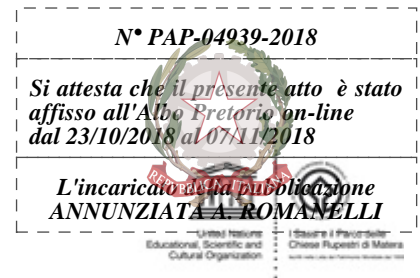 N° PAP-04939-2018
Si attesta che il presente atto è stato
affisso all'Albo Pretorio on-line
dal 23/10/2018 al 07/11/2018
L'incaricato della pubblicazione
ANNUNZIATA A. ROMANELLI
United Nations
Educational, Scientific and
Cultural Organization
I Sassi e il Parco delle
Chiese Rupestri di Matera